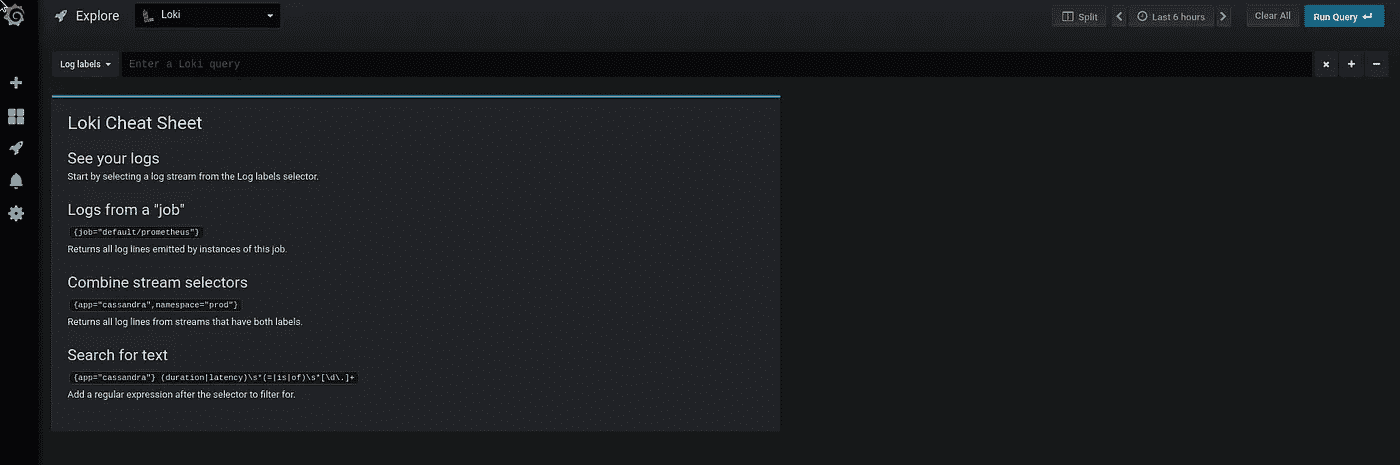 Explore
Loki
Split
Last 6 hours
Clear All
Run Query
Log labels
Enter a Loki query
Loki Cheat Sheet
See your logs
Start by selecting a log stream from the Log labels selector.
Logs from a "job"
{job="default/prometheus"}
Returns all log lines emitted by instances of this job.
Combine stream selectors
{app="cassandra",namespace="prod"}
Returns all log lines from streams that have both labels.
Search for text
{app="cassandra"} (duration|latency)\s*(=|is|of)\s*[\d\.]+
Add a regular expression after the selector to filter for.